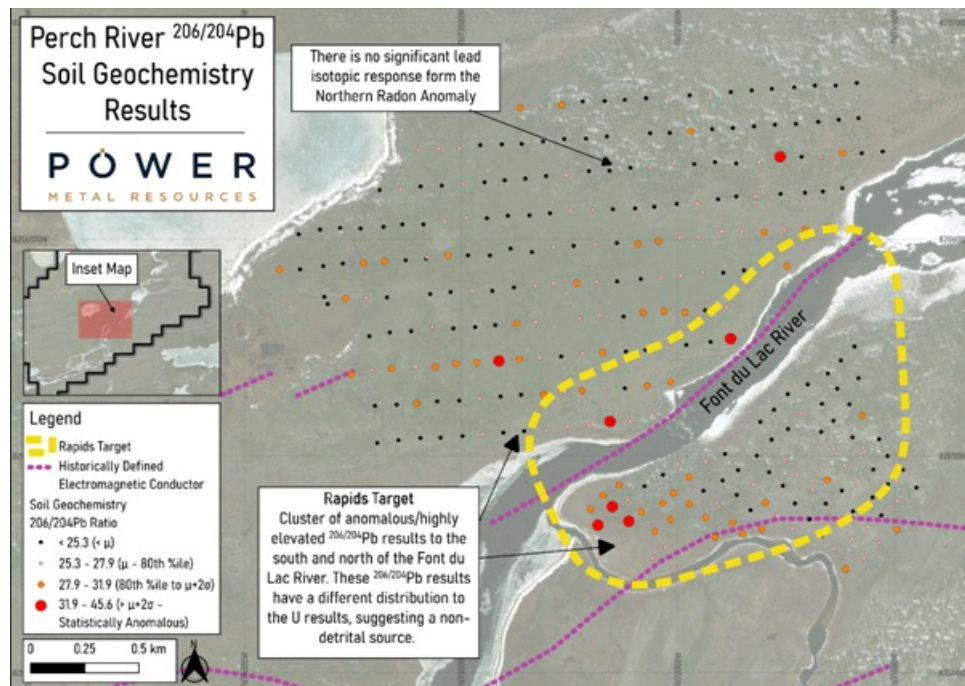 Perch River 206/204Pb
Soil Geochemistry
Results
POWER
METAL RESOURCES
There is no significant lead
isotopic response form the
Northern Radon Anomaly
Inset Map
Font du Lac River
Legend
Rapids Target
Historically Defined
Electromagnetic Conductor
Soil Geochemistry
206/204Pb Ratio
< 25.3 (< μ)
25.3 - 27.9 (μ - 80th %ile)
27.9 - 31.9 (80th %ile to μ+2σ)
31.9 - 45.6 (> μ+2σ -
Statistically Anomalous)
0 0.25 0.5 km
N
Rapids Target
Cluster of anomalous/highly
elevated 206/204Pb results to the
south and north of the Font du
Lac River. These 206/204Pb results
have a different distribution to
the U results, suggesting a non-
detrital source.